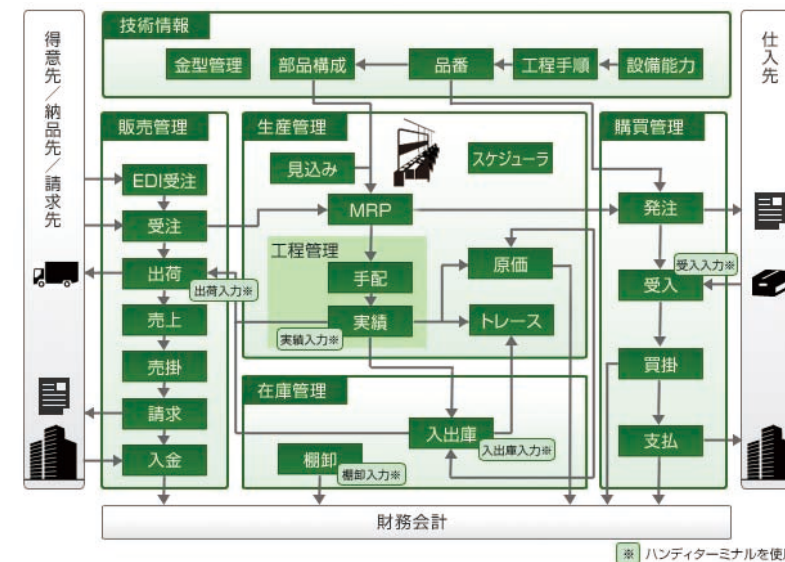 技術情報
金型管理
部品構成
品番
工程手順
設備能力
得意先／納品先／請求先
仕入先
販売管理
EDI受注
受注
出荷
出荷入力※
売上
売掛
請求
入金
生産管理
見込み
スケジューラ
MRP
工程管理
手配
実績
実績入力※
原価
トレース
在庫管理
入出庫
入出庫入力※
棚卸
棚卸入力※
購買管理
発注
受入入力※
受入
買掛
支払
財務会計
※ ハンディターミナルを使